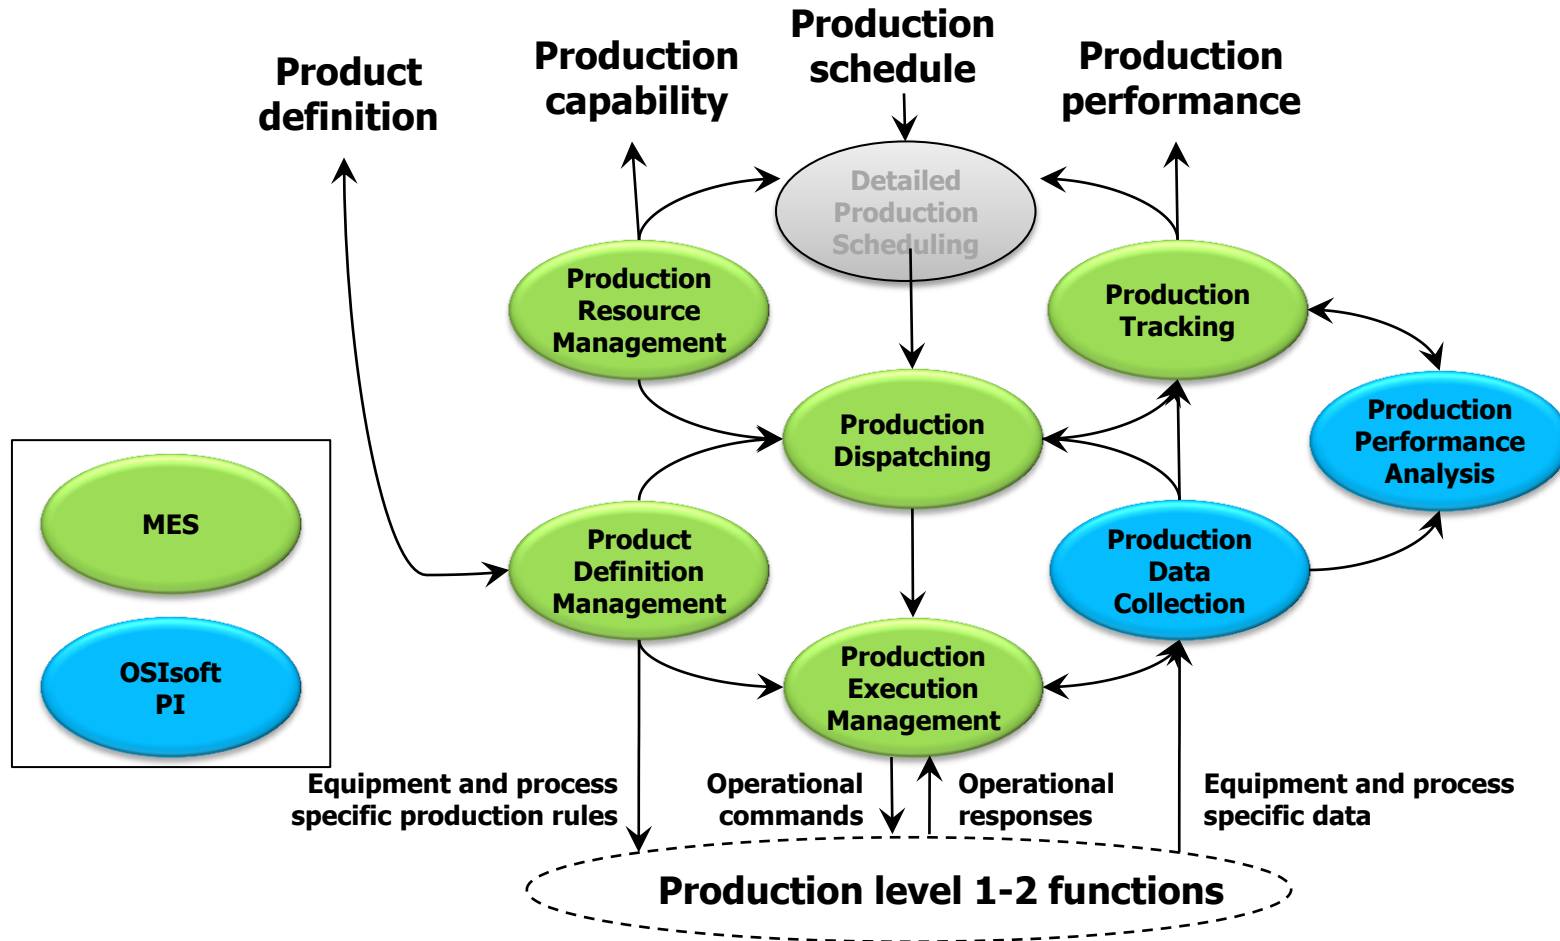 Product
definition
Production
capability
Production
schedule
Production
performance
Detailed
Production
Scheduling
Production
Resource
Management
Production
Tracking
Production
Dispatching
Production
Performance
Analysis
MES
OSIsoft
PI
Product
Definition
Management
Production
Data
Collection
Production
Execution
Management
Equipment and process
specific production rules
Operational
commands
Operational
responses
Equipment and process
specific data
Production level 1-2 functions